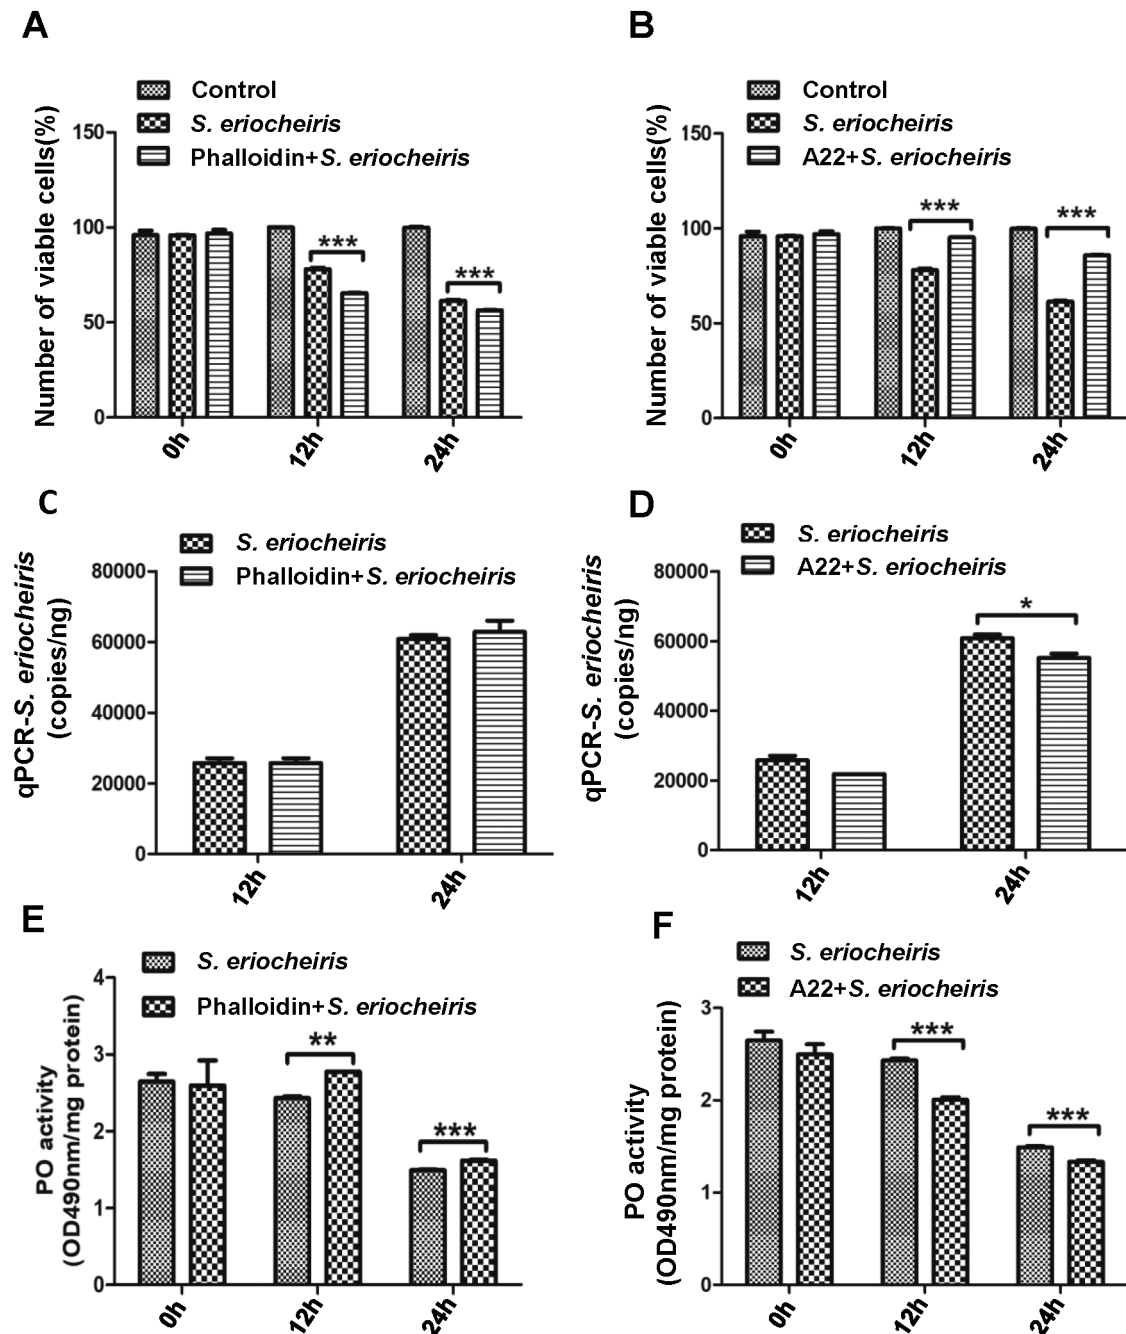 A
Control
S. eriocheiris
Phalloidin+S. eriocheiris
Number of viable cells(%)
150
100
50
0
***
***
0h
12h
24h
B
Control
S. eriocheiris
A22+S. eriocheiris
Number of viable cells(%)
150
100
50
0
***
***
0h
12h
24h
C
S. eriocheiris
Phalloidin+S. eriocheiris
qPCR-S. eriocheiris
(copies/ng)
80000
60000
40000
20000
0
12h
24h
D
S. eriocheiris
A22+S. eriocheiris
qPCR-S. eriocheiris
(copies/ng)
80000
60000
40000
20000
0
*
12h
24h
E
S. eriocheiris
Phalloidin+S. eriocheiris
PO activity
(OD490nm/mg protein)
4
3
2
1
0
**
***
0h
12h
24h
F
S. eriocheiris
A22+S. eriocheiris
PO activity
(OD490nm/mg protein)
3
2
1
0
***
***
0h
12h
24h